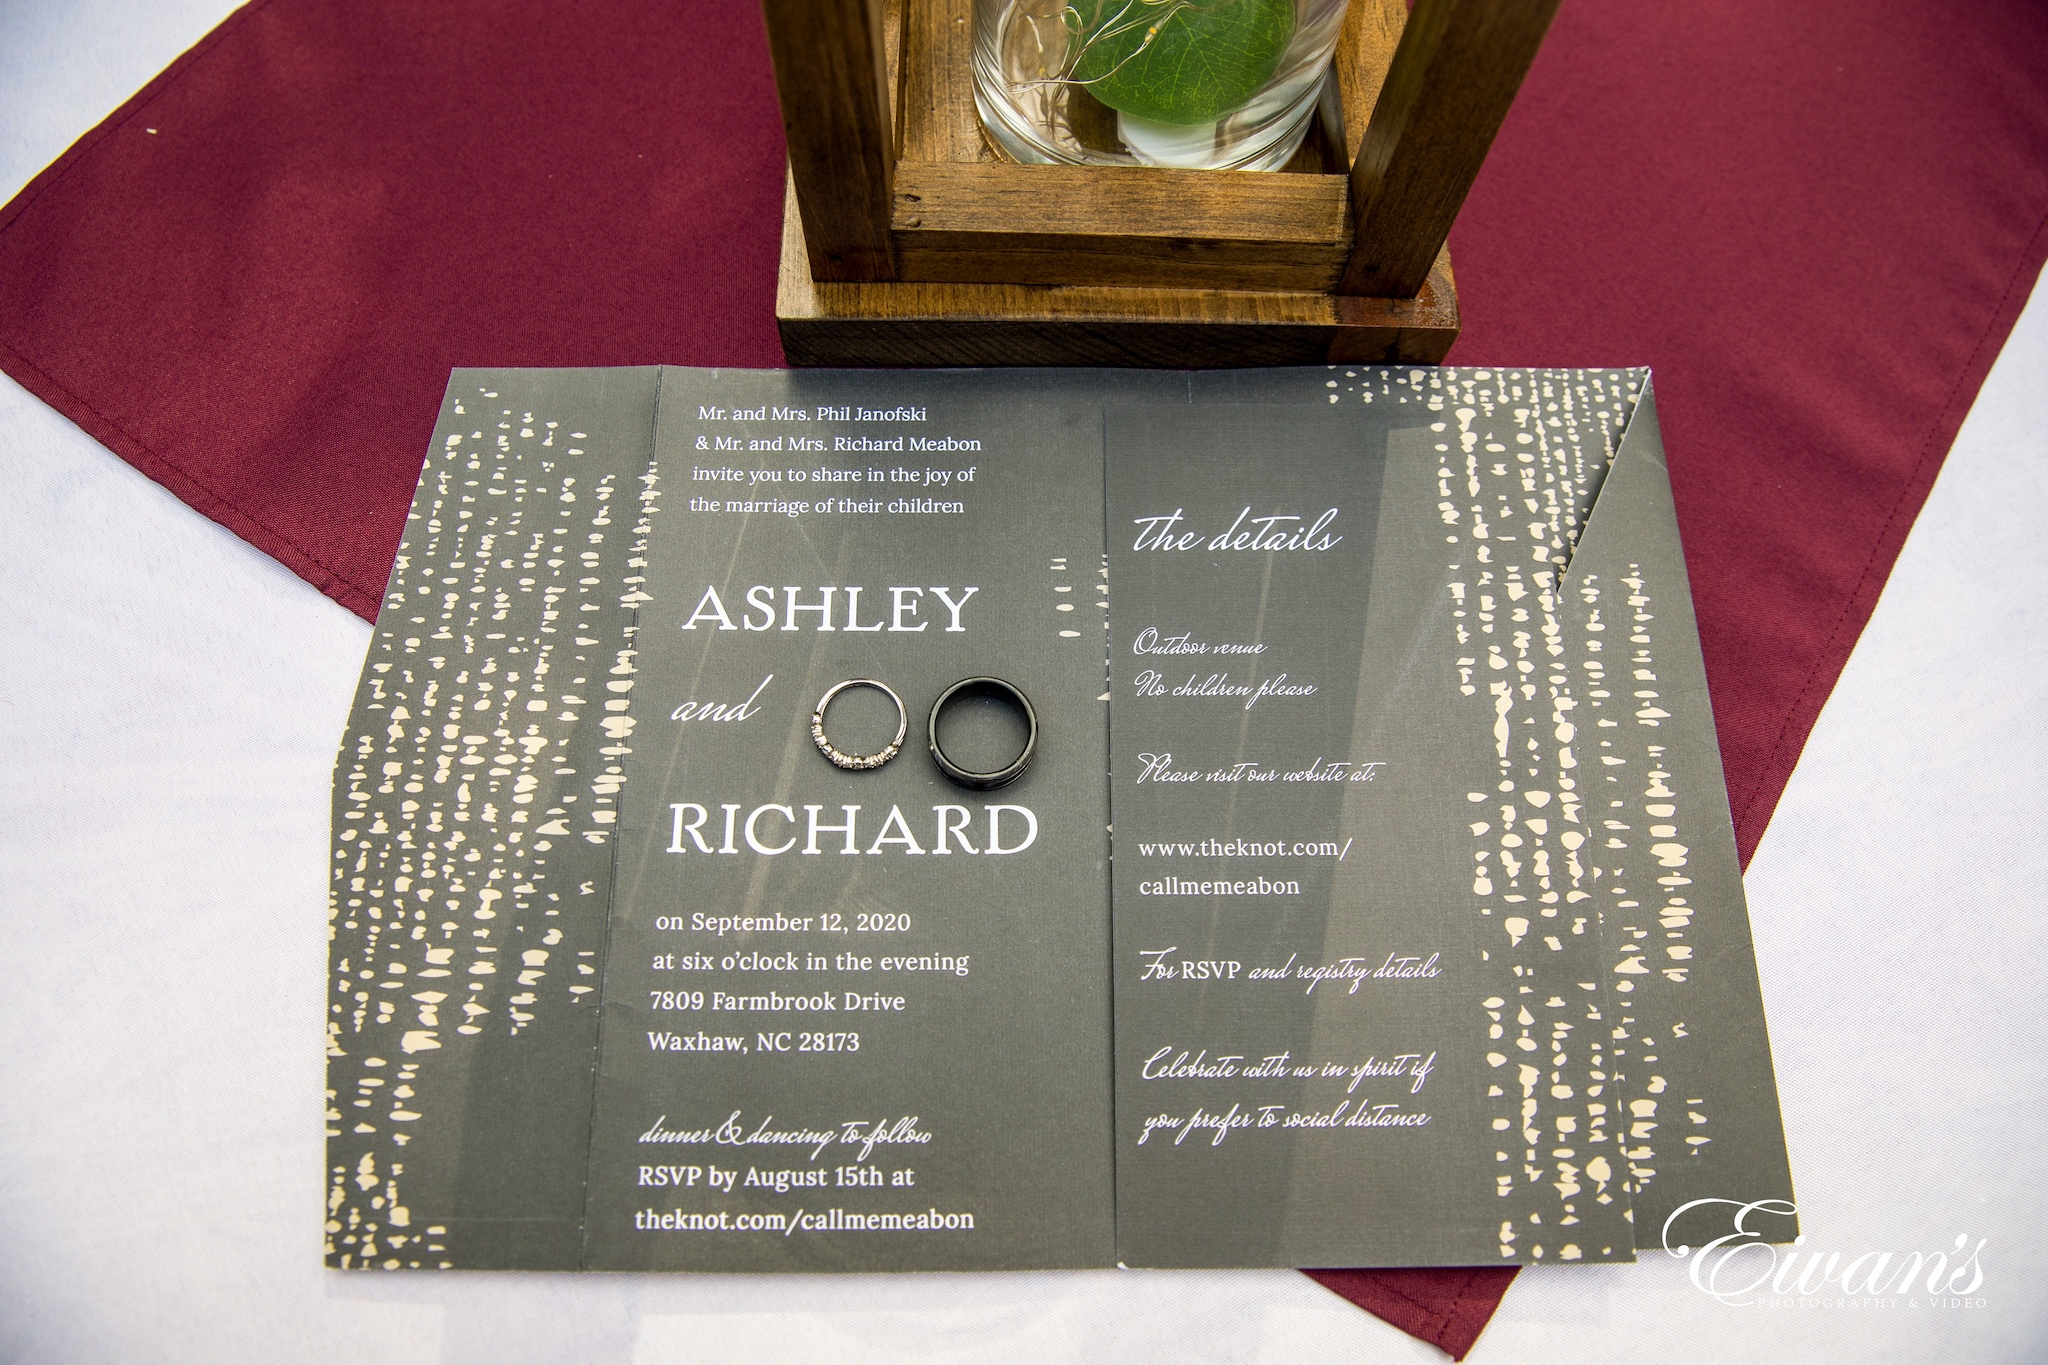 Mr. and Mrs. Phil Janofski
& Mr. and Mrs. Richard Meabon
invite you to share in the joy of
the marriage of their children
ASHLEY
and
RICHARD
on September 12, 2020
at six o'clock in the evening
7809 Farmbrook Drive
Waxhaw, NC 28173
dinner & dancing to follow
RSVP by August 15th at
theknot.com/callmemeabon
the details
Outdoor venue
No children please
Please visit our website at:
www.theknot.com/
callmemeabon
For RSVP and registry details
Celebrate with us in spirit if
you prefer to social distance
Eivan's
PHOTOGRAPHY & VIDEO